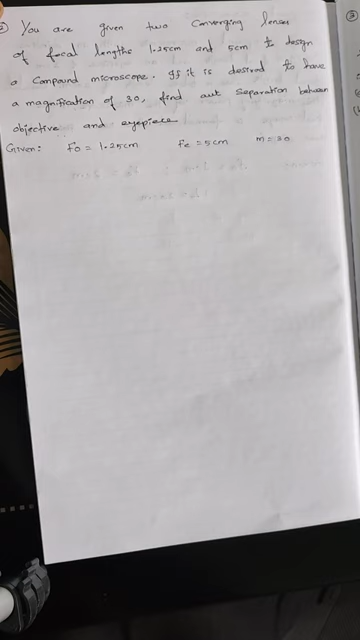 ② You are given two Converging lenses
of focal lengths 1.25cm and 5cm to design
a Compound microscope. If it is desired to have
a magnification of 30, find out Separation between
objective and eyepiece
Given: Fo = 1.25cm Fe = 5cm m = 30